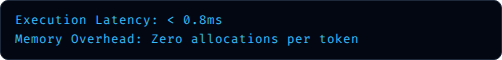 Execution Latency: < 0.8ms
Memory Overhead: Zero allocations per token